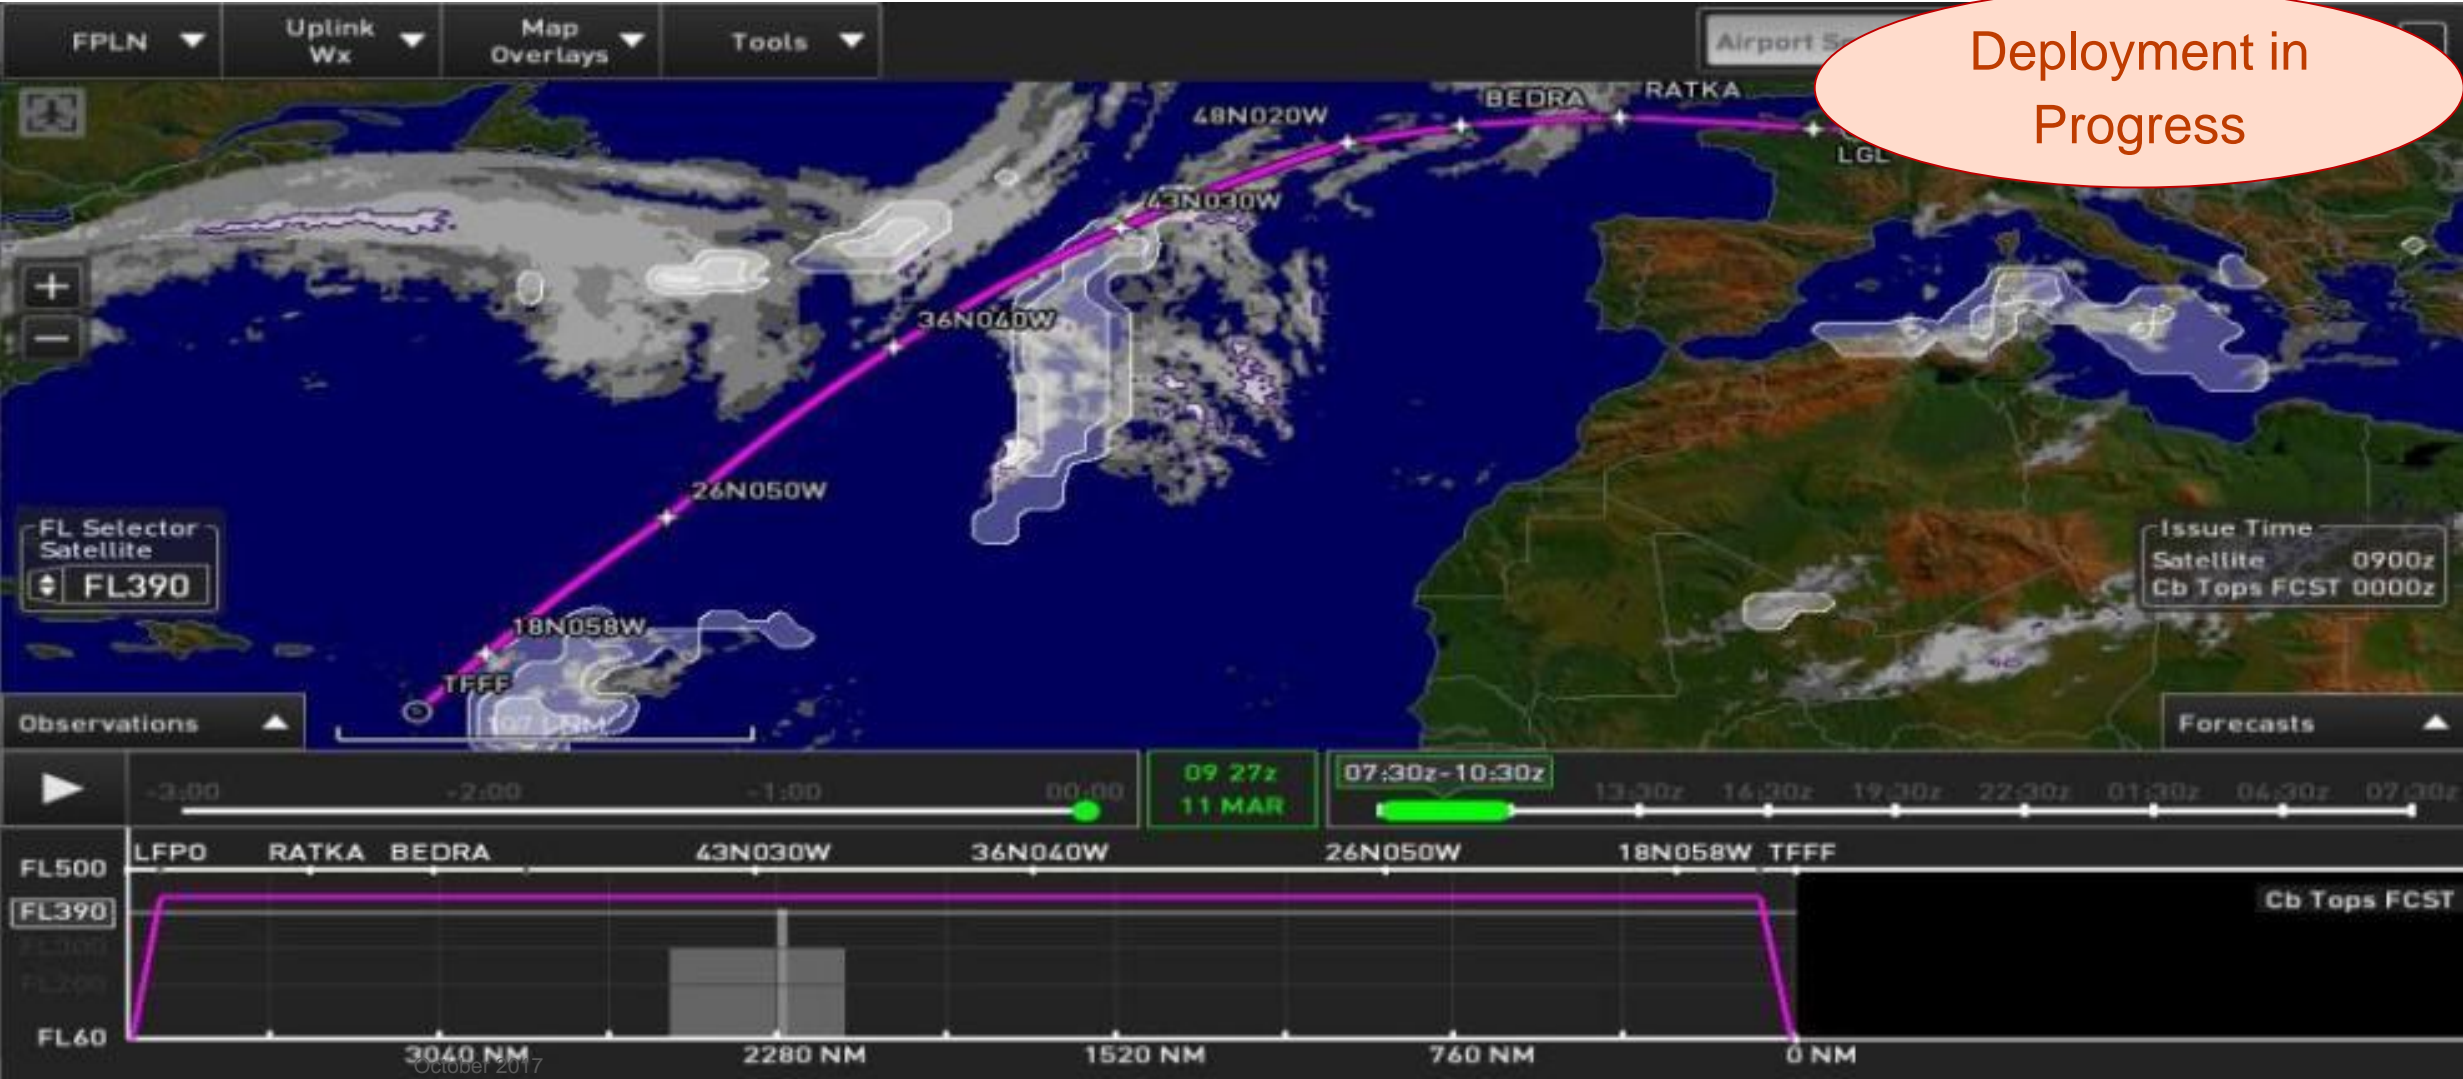 FPLN
Uplink
Wx
Map
Overlays
Tools
Airport
Deployment in
Progress
48N020W
BEDRA
RATKA
LGL
43N030W
36N040W
26N050W
18N058W
TFFF
+
−
FL Selector
Satellite
FL390
Issue Time
Satellite 0900z
Cb Tops FCST 0000z
Observations
Forecasts
-3:00 -2:00 -1:00 00:00
09 27z
11 MAR
07:30z-10:30z
13:30z 16:30z 19:30z 22:30z 01:30z 04:30z 07:30z
LFPO RATKA BEDRA 43N030W 36N040W 26N050W 18N058W TFFF
FL500
FL390
FL300
FL200
FL60
Cb Tops FCST
3040 NM 2280 NM 1520 NM 760 NM 0 NM
October 2017